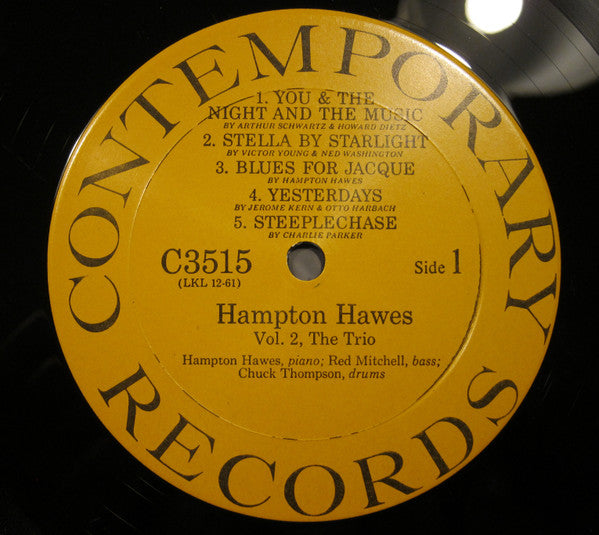 CONTEMPORARY
1. YOU & THE
NIGHT AND THE MUSIC
BY ARTHUR SCHWARTZ & HOWARD DIETZ
2. STELLA BY STARLIGHT
BY VICTOR YOUNG & NED WASHINGTON
3. BLUES FOR JACQUE
BY HAMPTON HAWES
4. YESTERDAYS
BY JEROME KERN & OTTO HARBACH
5. STEEPLECHASE
BY CHARLIE PARKER
C3515 Side 1
(LKL 12-61)
Hampton Hawes
Vol. 2, The Trio
Hampton Hawes, piano; Red Mitchell, bass;
Chuck Thompson, drums
RECORDS